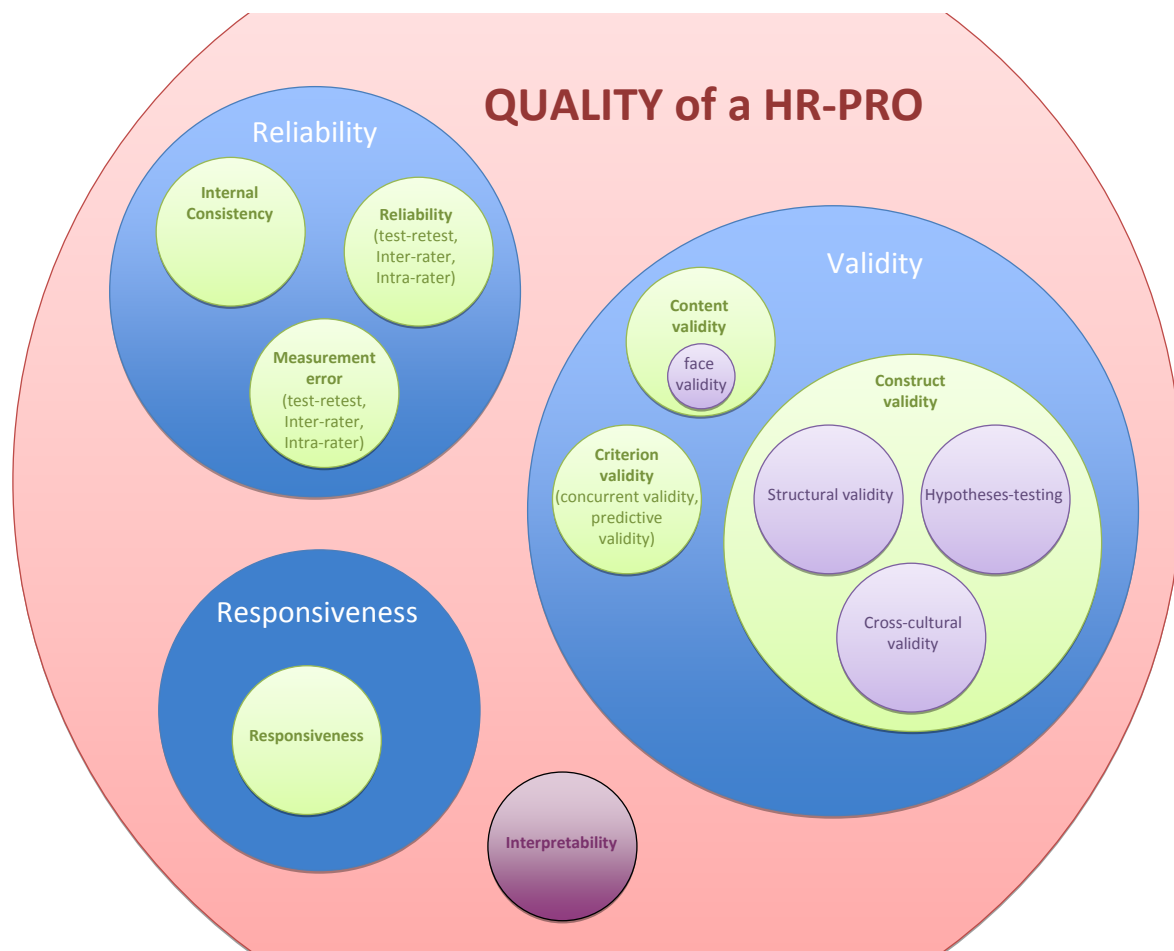 QUALITY of a HR-PRO
Reliability
Internal
Consistency
Reliability
(test-retest,
Inter-rater,
Intra-rater)
Measurement
error
(test-retest,
Inter-rater,
Intra-rater)
Validity
Content
validity
face
validity
Criterion
validity
(concurrent validity,
predictive
validity)
Construct
validity
Structural validity
Hypotheses-testing
Cross-cultural
validity
Responsiveness
Responsiveness
Interpretability